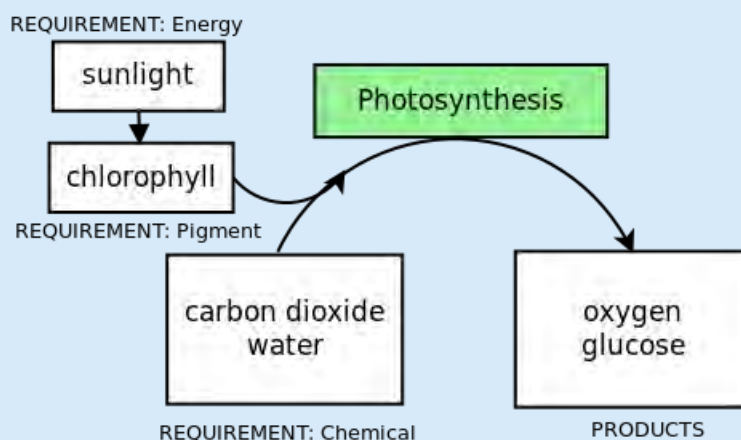 REQUIREMENT: Energy
sunlight
Photosynthesis
chlorophyll
REQUIREMENT: Pigment
carbon dioxide
water
oxygen
glucose
REQUIREMENT: Chemical
PRODUCTS